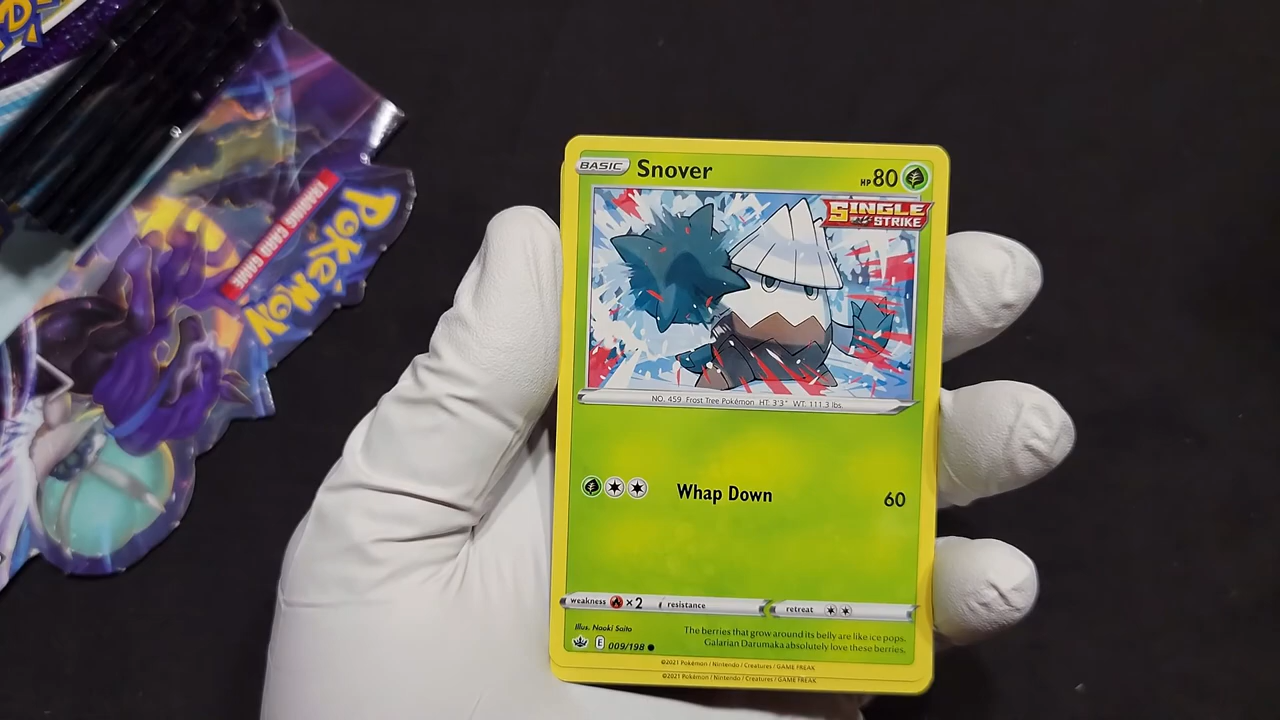 POKÉMON
TRADING CARD GAME
BASIC
Snover
HP 80
SINGLE
STRIKE
NO. 459 Frost Tree Pokémon HT: 3'3" WT: 111.3 lbs.
Whap Down
60
weakness ×2 resistance retreat
Illus. Naoki Saito
The berries that grow around its belly are like ice pops.
Galarian Darumaka absolutely love these berries.
E 009/198
©2021 Pokémon / Nintendo / Creatures / GAME FREAK
©2021 Pokémon / Nintendo / Creatures / GAME FREAK